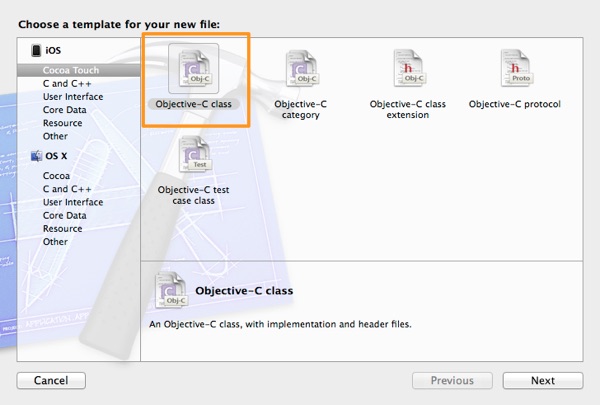 Choose a template for your new file:
iOS
Cocoa Touch
C and C++
User Interface
Core Data
Resource
Other
OS X
Cocoa
C and C++
User Interface
Core Data
Resource
Other
Obj-C
Objective-C class
Obj-C
Objective-C
category
h
Obj-C
Objective-C class
extension
h
Proto
Objective-C protocol
Test
Objective-C test
case class
Obj-C
Objective-C class
An Objective-C class, with implementation and header files.
Cancel
Previous
Next